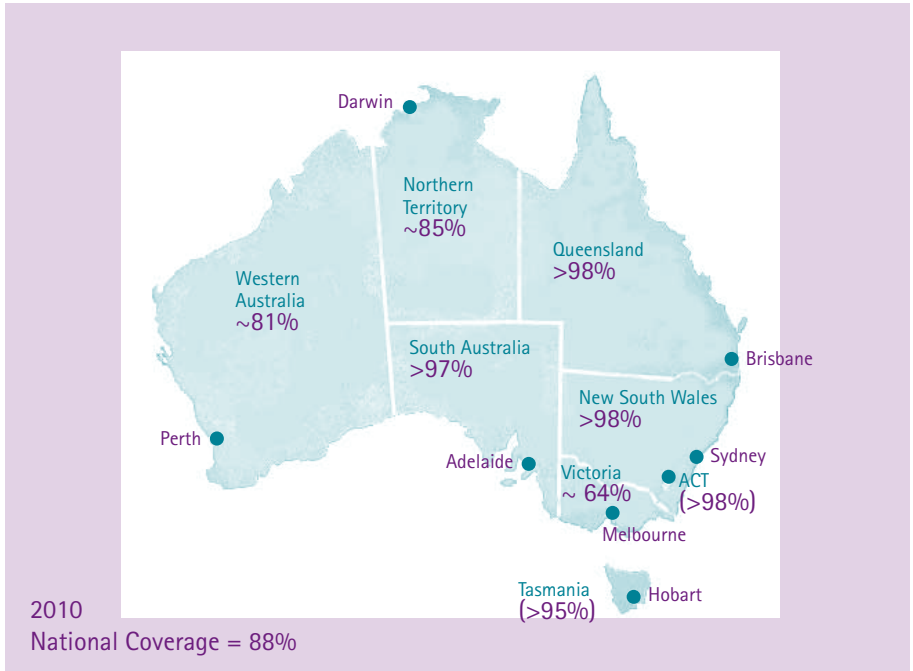 Darwin
Northern
Territory
~85%
Queensland
>98%
Western
Australia
~81%
South Australia
>97%
Brisbane
New South Wales
>98%
Perth
Adelaide
Sydney
Victoria
~ 64%
ACT
(>98%)
Melbourne
Tasmania
(>95%)
Hobart
2010
National Coverage = 88%